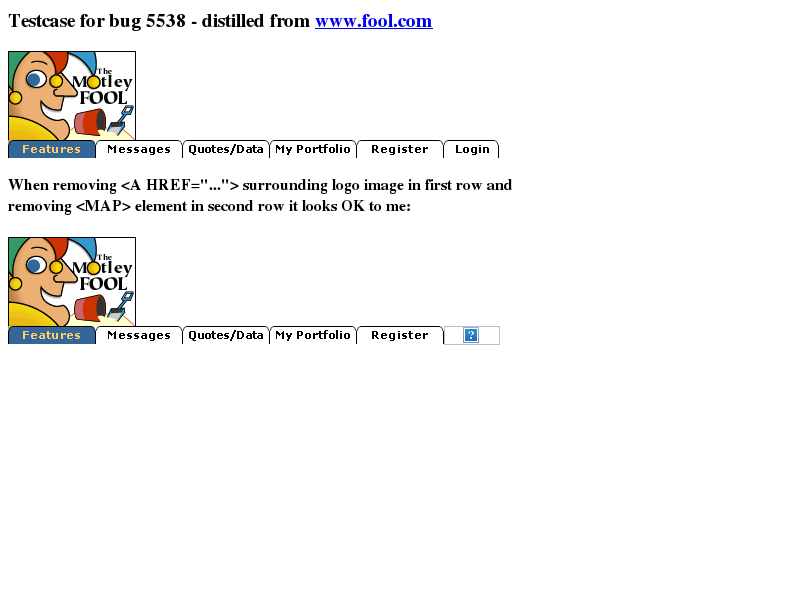 Testcase for bug 5538 - distilled from www.fool.com
The
Motley
FOOL
Features Messages Quotes/Data My Portfolio Register Login
When removing <A HREF="..."> surrounding logo image in first row and
removing <MAP> element in second row it looks OK to me:
The
Motley
FOOL
Features Messages Quotes/Data My Portfolio Register ?